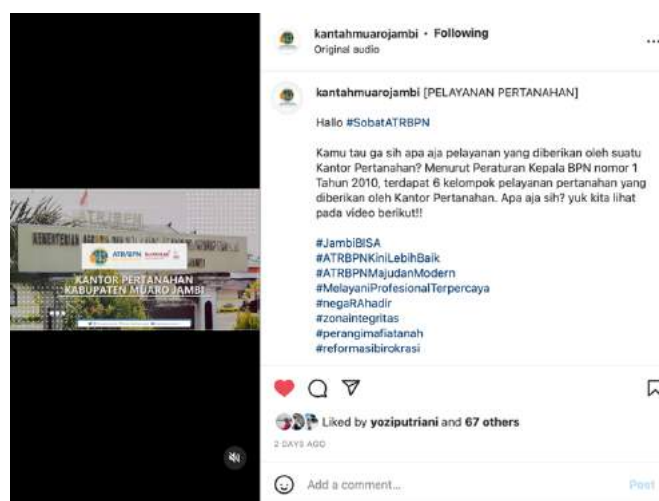 ATR/BPN
ATR/BPN
KANTOR PERTANAHAN
KABUPATEN MUARO JAMBI
kantahmuarojambi • Following
Original audio
kantahmuarojambi [PELAYANAN PERTANAHAN]
Hallo #SobatATRBPN
Kamu tau ga sih apa aja pelayanan yang diberikan oleh suatu
Kantor Pertanahan? Menurut Peraturan Kepala BPN nomor 1
Tahun 2010, terdapat 6 kelompok pelayanan pertanahan yang
diberikan oleh Kantor Pertanahan. Apa aja sih? yuk kita lihat
pada video berikut!!
#JambiBISA
#ATRBPNKiniLebihBaik
#ATRBPNMajudanModern
#MelayaniProfesionalTerpercaya
#negaRAhadir
#zonaintegritas
#perangimafiatanah
#reformasibirokrasi
Liked by yoziputriani and 67 others
2 DAYS AGO
Add a comment...
Post